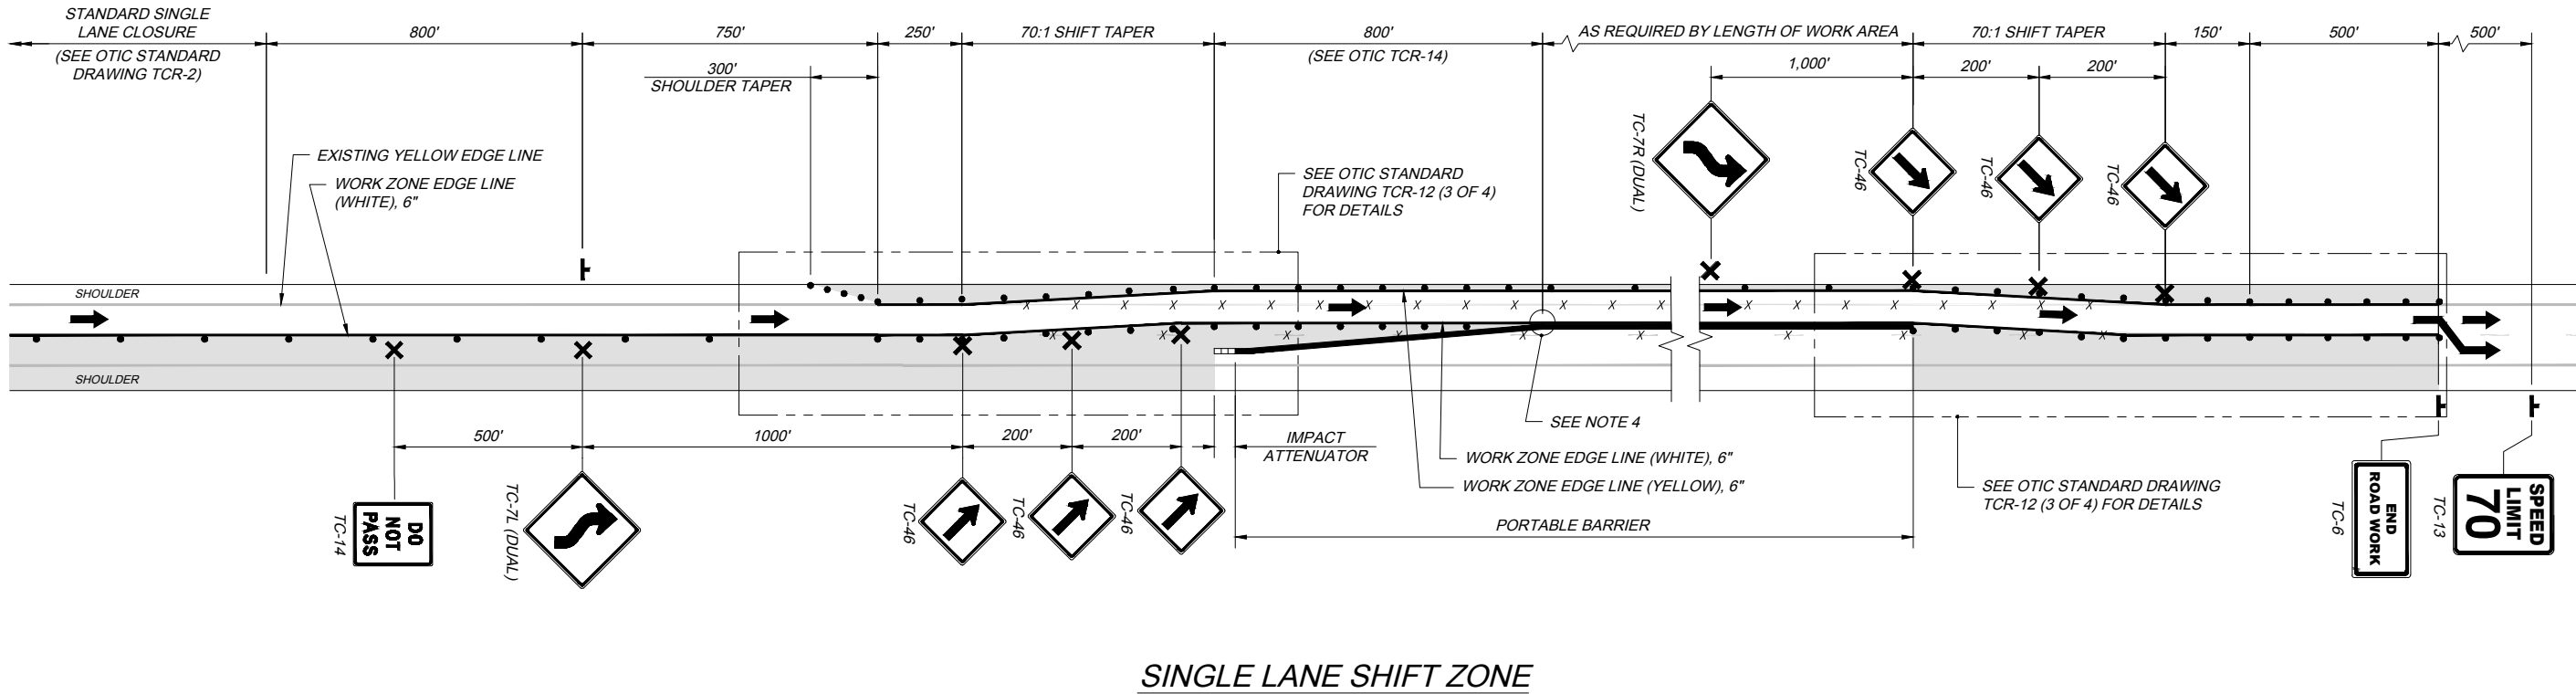 STANDARD SINGLE
LANE CLOSURE
(SEE OTIC STANDARD
DRAWING TCR-2)
800'
750'
250'
70:1 SHIFT TAPER
800'
(SEE OTIC TCR-14)
AS REQUIRED BY LENGTH OF WORK AREA
70:1 SHIFT TAPER
150'
500'
500'
300'
SHOULDER TAPER
1,000'
200'
200'
TC-7R (DUAL)
TC-46
TC-46
TC-46
EXISTING YELLOW EDGE LINE
WORK ZONE EDGE LINE
(WHITE), 6"
SEE OTIC STANDARD
DRAWING TCR-12 (3 OF 4)
FOR DETAILS
SHOULDER
X X X X X X X X X X X X X X X X X X X X X X X
X X X X X X X X X X
SHOULDER
500'
1000'
200'
200'
IMPACT
ATTENUATOR
SEE NOTE 4
WORK ZONE EDGE LINE (WHITE), 6"
WORK ZONE EDGE LINE (YELLOW), 6"
PORTABLE BARRIER
SEE OTIC STANDARD DRAWING
TCR-12 (3 OF 4) FOR DETAILS
DO
NOT
PASS
TC-14
TC-7L (DUAL)
TC-46
TC-46
TC-46
END
ROAD WORK
TC-6
SPEED
LIMIT
70
TC-13
SINGLE LANE SHIFT ZONE